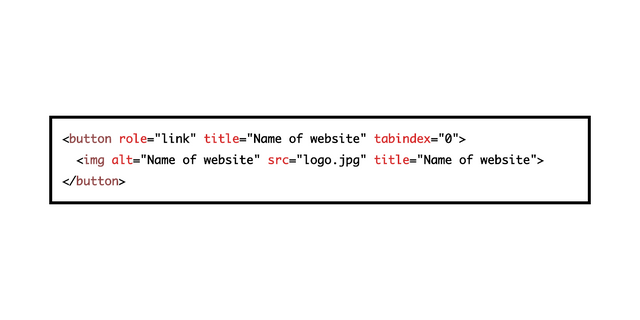 <button role="link" title="Name of website" tabindex="0">
<img alt="Name of website" src="logo.jpg" title="Name of website">
</button>